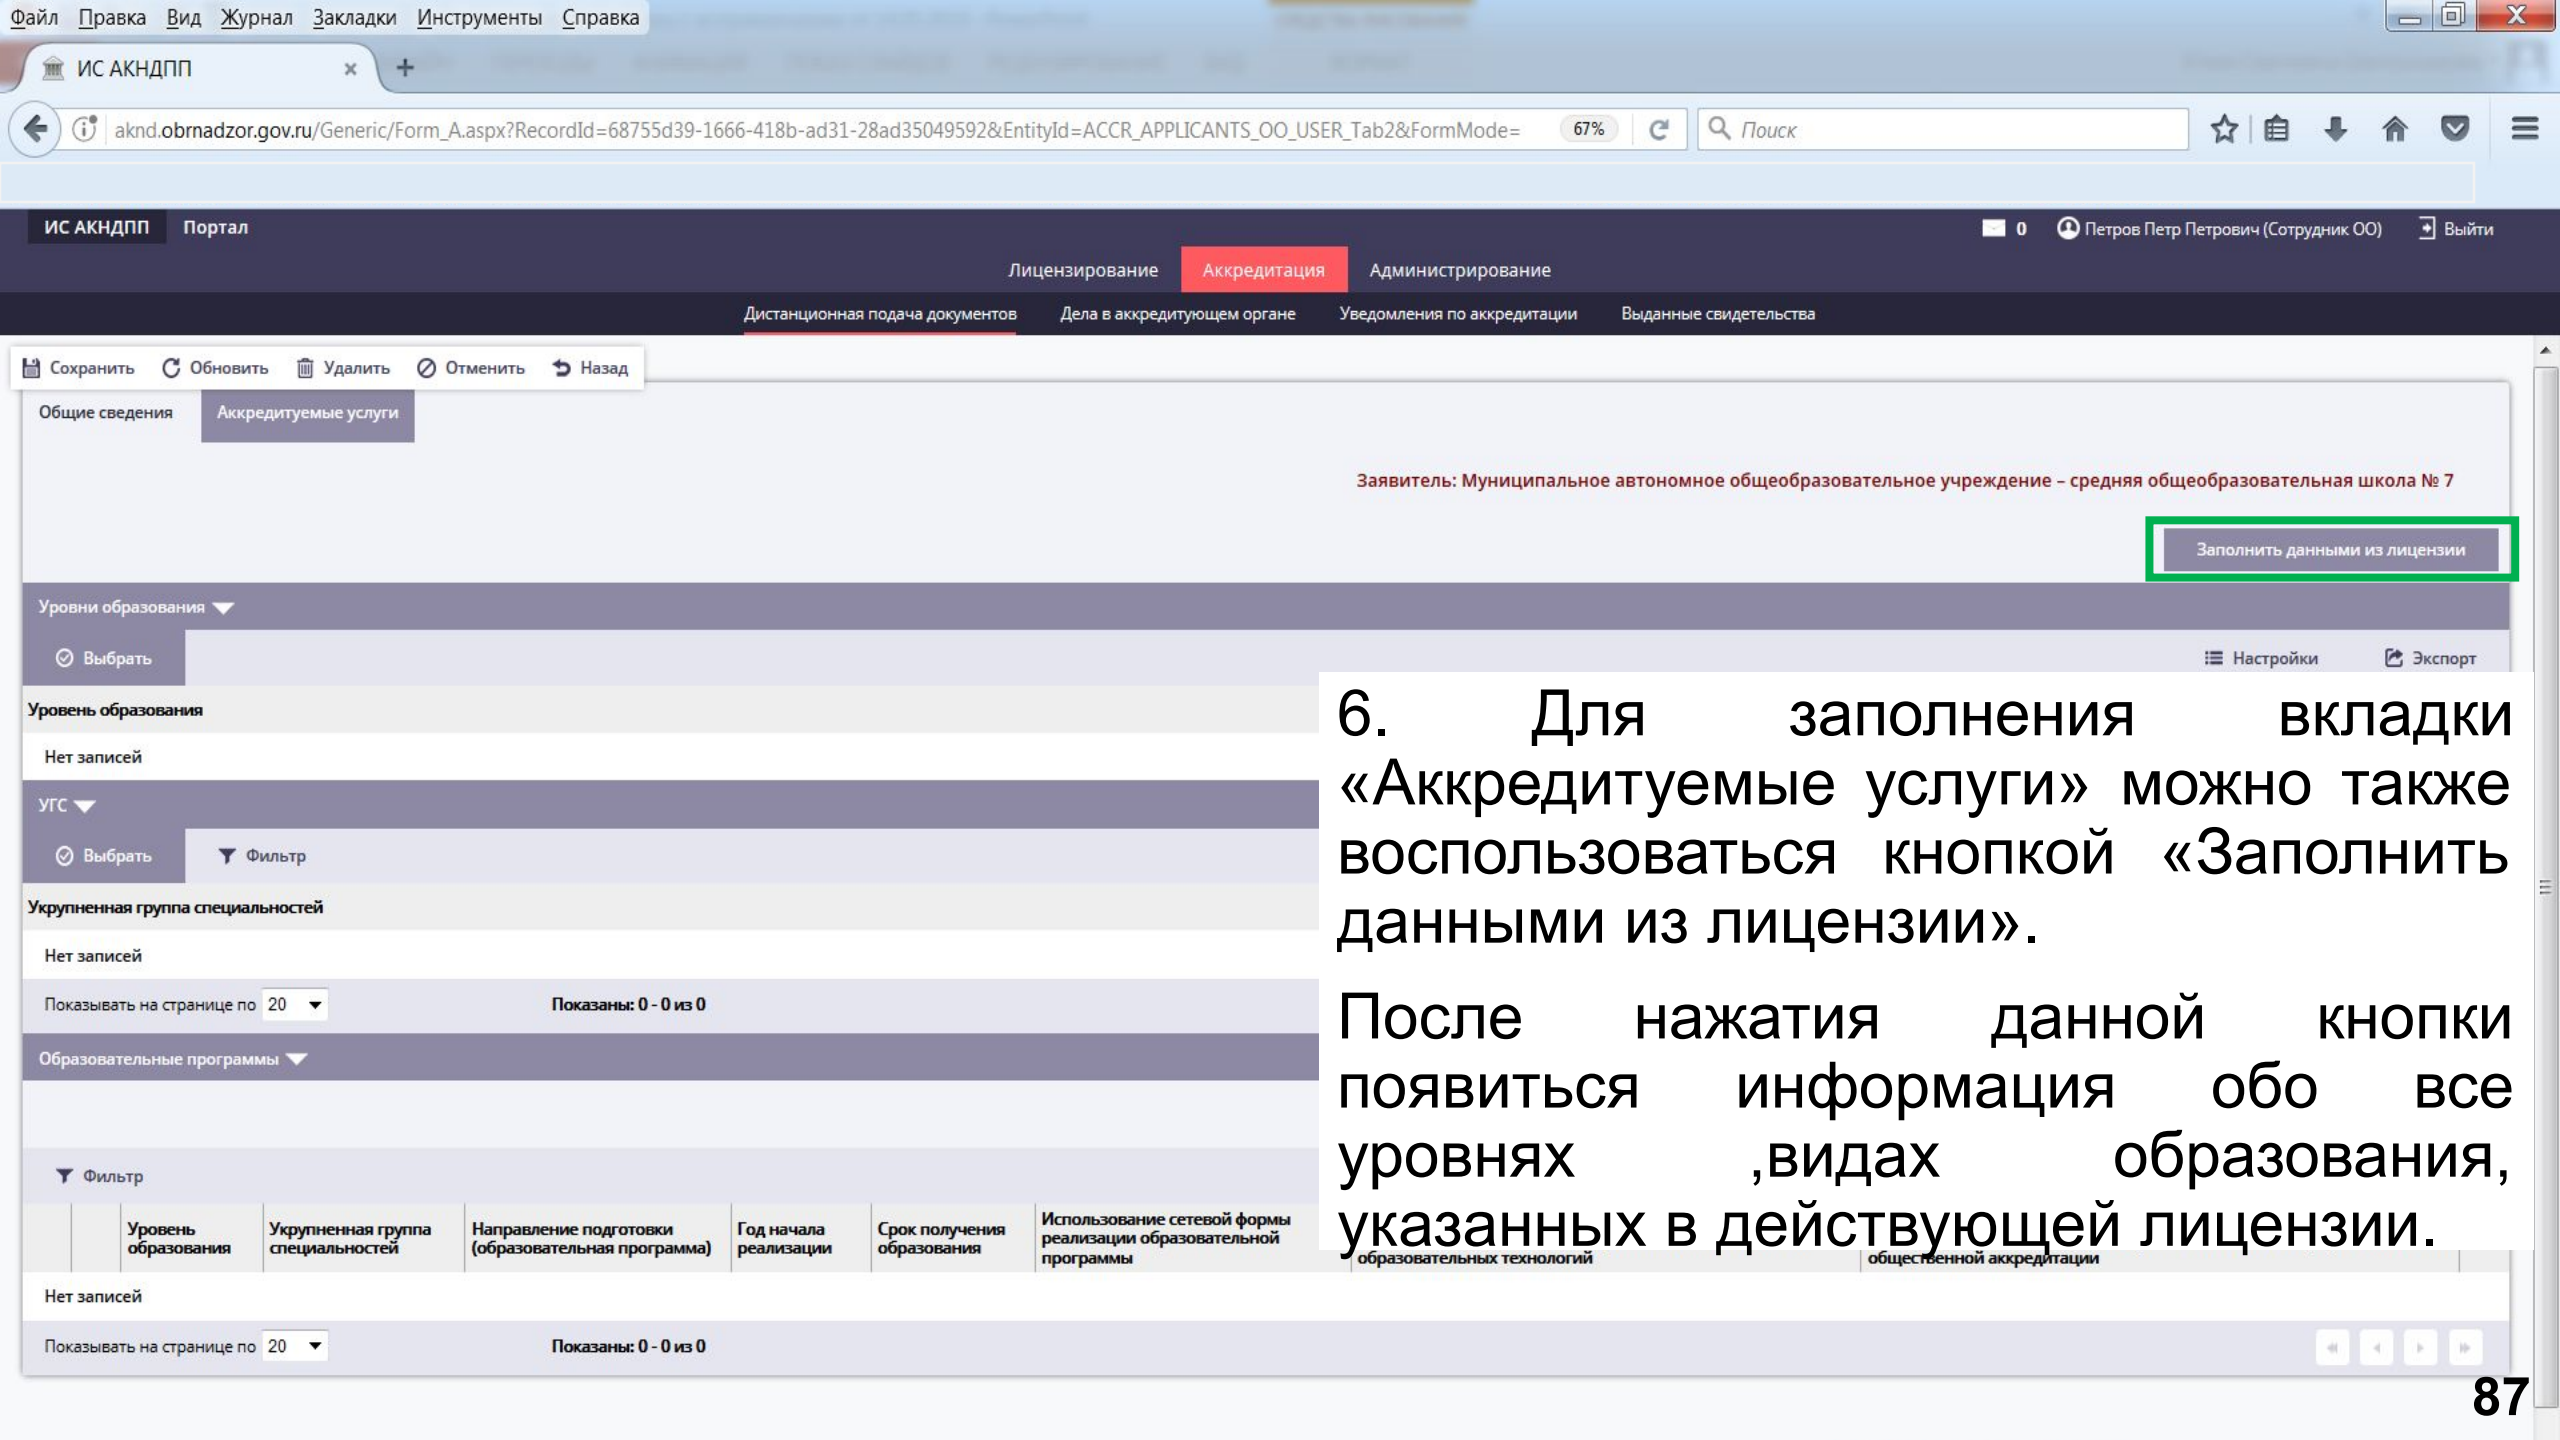 Файл Правка Вид Журнал Закладки Инструменты Справка
ИС АКНДПП
aknd.obrnadzor.gov.ru/Generic/Form_A.aspx?RecordId=68755d39-1666-418b-ad31-28ad35049592&EntityId=ACCR_APPLICANTS_OO_USER_Tab2&FormMode= 67% Поиск
ИС АКНДПП Портал 0 Петров Петр Петрович (Сотрудник ОО) Выйти
Лицензирование Аккредитация Администрирование
Дистанционная подача документов Дела в аккредитующем органе Уведомления по аккредитации Выданные свидетельства
Сохранить Обновить Удалить Отменить Назад
Общие сведения Аккредитуемые услуги
Заявитель: Муниципальное автономное общеобразовательное учреждение – средняя общеобразовательная школа № 7
Заполнить данными из лицензии
Уровни образования
Выбрать Настройки Экспорт
Уровень образования
Нет записей
УГС
Выбрать Фильтр
Укрупненная группа специальностей
Нет записей
Показывать на странице по 20 Показаны: 0 - 0 из 0
Образовательные программы
Фильтр
Уровень образования Укрупненная группа специальностей Направление подготовки (образовательная программа) Год начала реализации Срок получения образования Использование сетевой формы реализации образовательной программы образовательных технологий общественной аккредитации
Нет записей
Показывать на странице по 20 Показаны: 0 - 0 из 0
6. Для заполнения вкладки
«Аккредитуемые услуги» можно также
воспользоваться кнопкой «Заполнить
данными из лицензии».
После нажатия данной кнопки
появиться информация обо все
уровнях ,видах образования,
указанных в действующей лицензии.
87